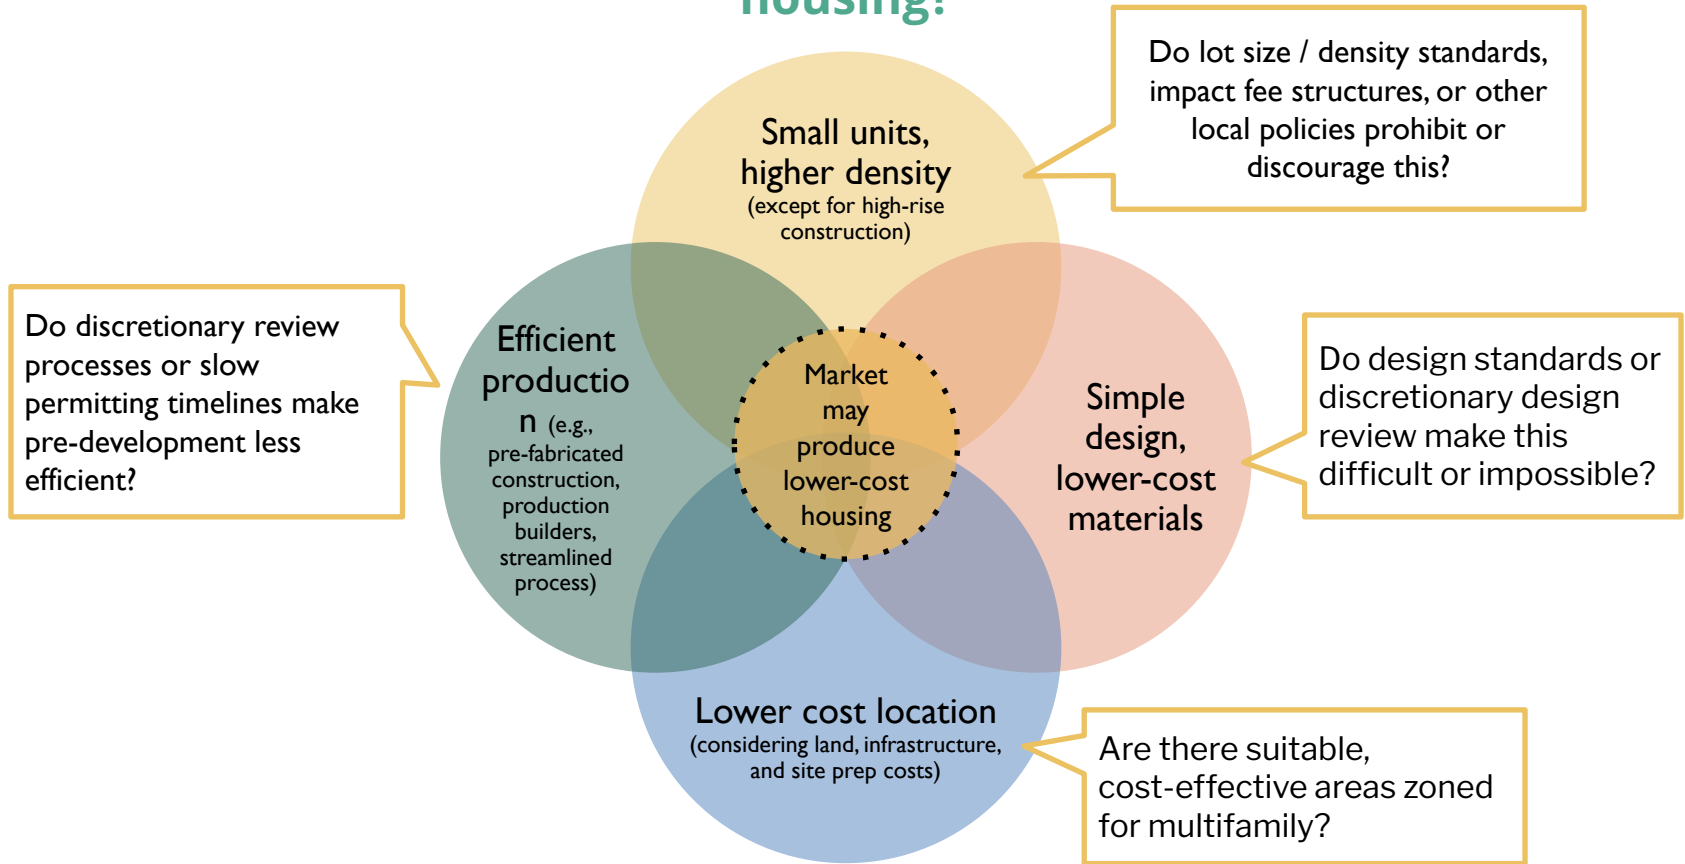 housing?
Do lot size / density standards,
impact fee structures, or other
local policies prohibit or
discourage this?
Small units,
higher density
(except for high-rise
construction)
Do discretionary review
processes or slow
permitting timelines make
pre-development less
efficient?
Efficient
productio
n (e.g.,
pre-fabricated
construction,
production
builders,
streamlined
process)
Market
may
produce
lower-cost
housing
Simple
design,
lower-cost
materials
Do design standards or
discretionary design
review make this
difficult or impossible?
Lower cost location
(considering land, infrastructure,
and site prep costs)
Are there suitable,
cost-effective areas zoned
for multifamily?